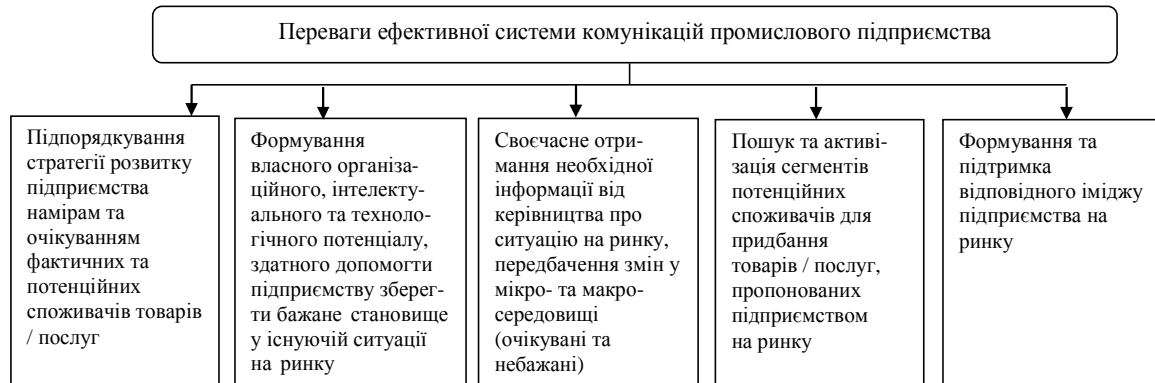 Переваги ефективної системи комунікацій промислового підприємства
Підпорядкування
стратегії розвитку
підприємства
намірам та
очікуванням
фактичних та
потенційних
споживачів товарів
/ послуг
Формування
власного організа-
ційного, інтелекту-
ального та техноло-
гічного потенціалу,
здатного допомогти
підприємству зберег-
ти бажане становище
у існуючій ситуації
на ринку
Своєчасне отри-
мання необхідної
інформації від
керівництва про
ситуацію на ринку,
передбачення змін у
мікро- та макро-
середовищі
(очікувані та
небажані)
Пошук та активі-
зація сегментів
потенційних
споживачів для
придбання
товарів / послуг,
пропонованих
підприємством
на ринку
Формування та
підтримка
відповідного іміджу
підприємства на
ринку